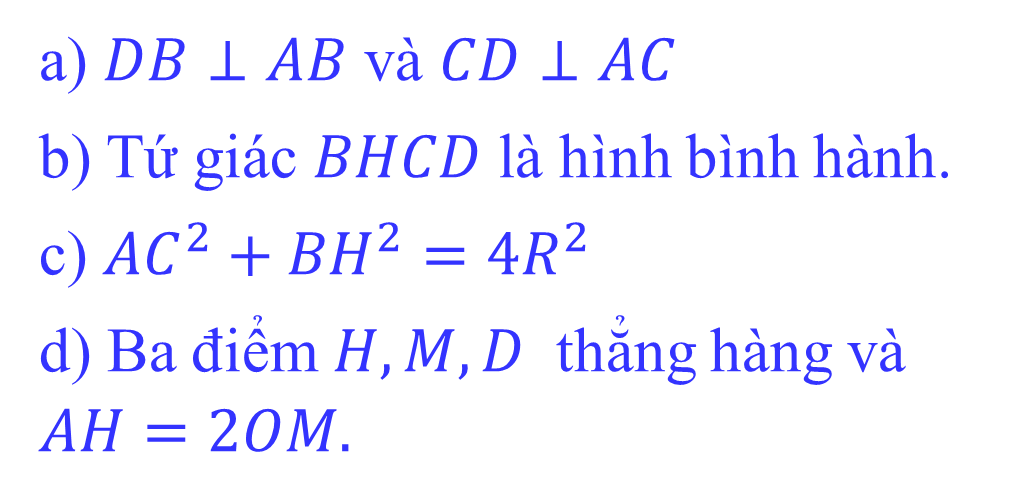 a) DB ⊥ AB và CD ⊥ AC
b) Tứ giác BHCD là hình bình hành.
c) AC² + BH² = 4R²
d) Ba điểm H, M, D thẳng hàng và
AH = 2OM.